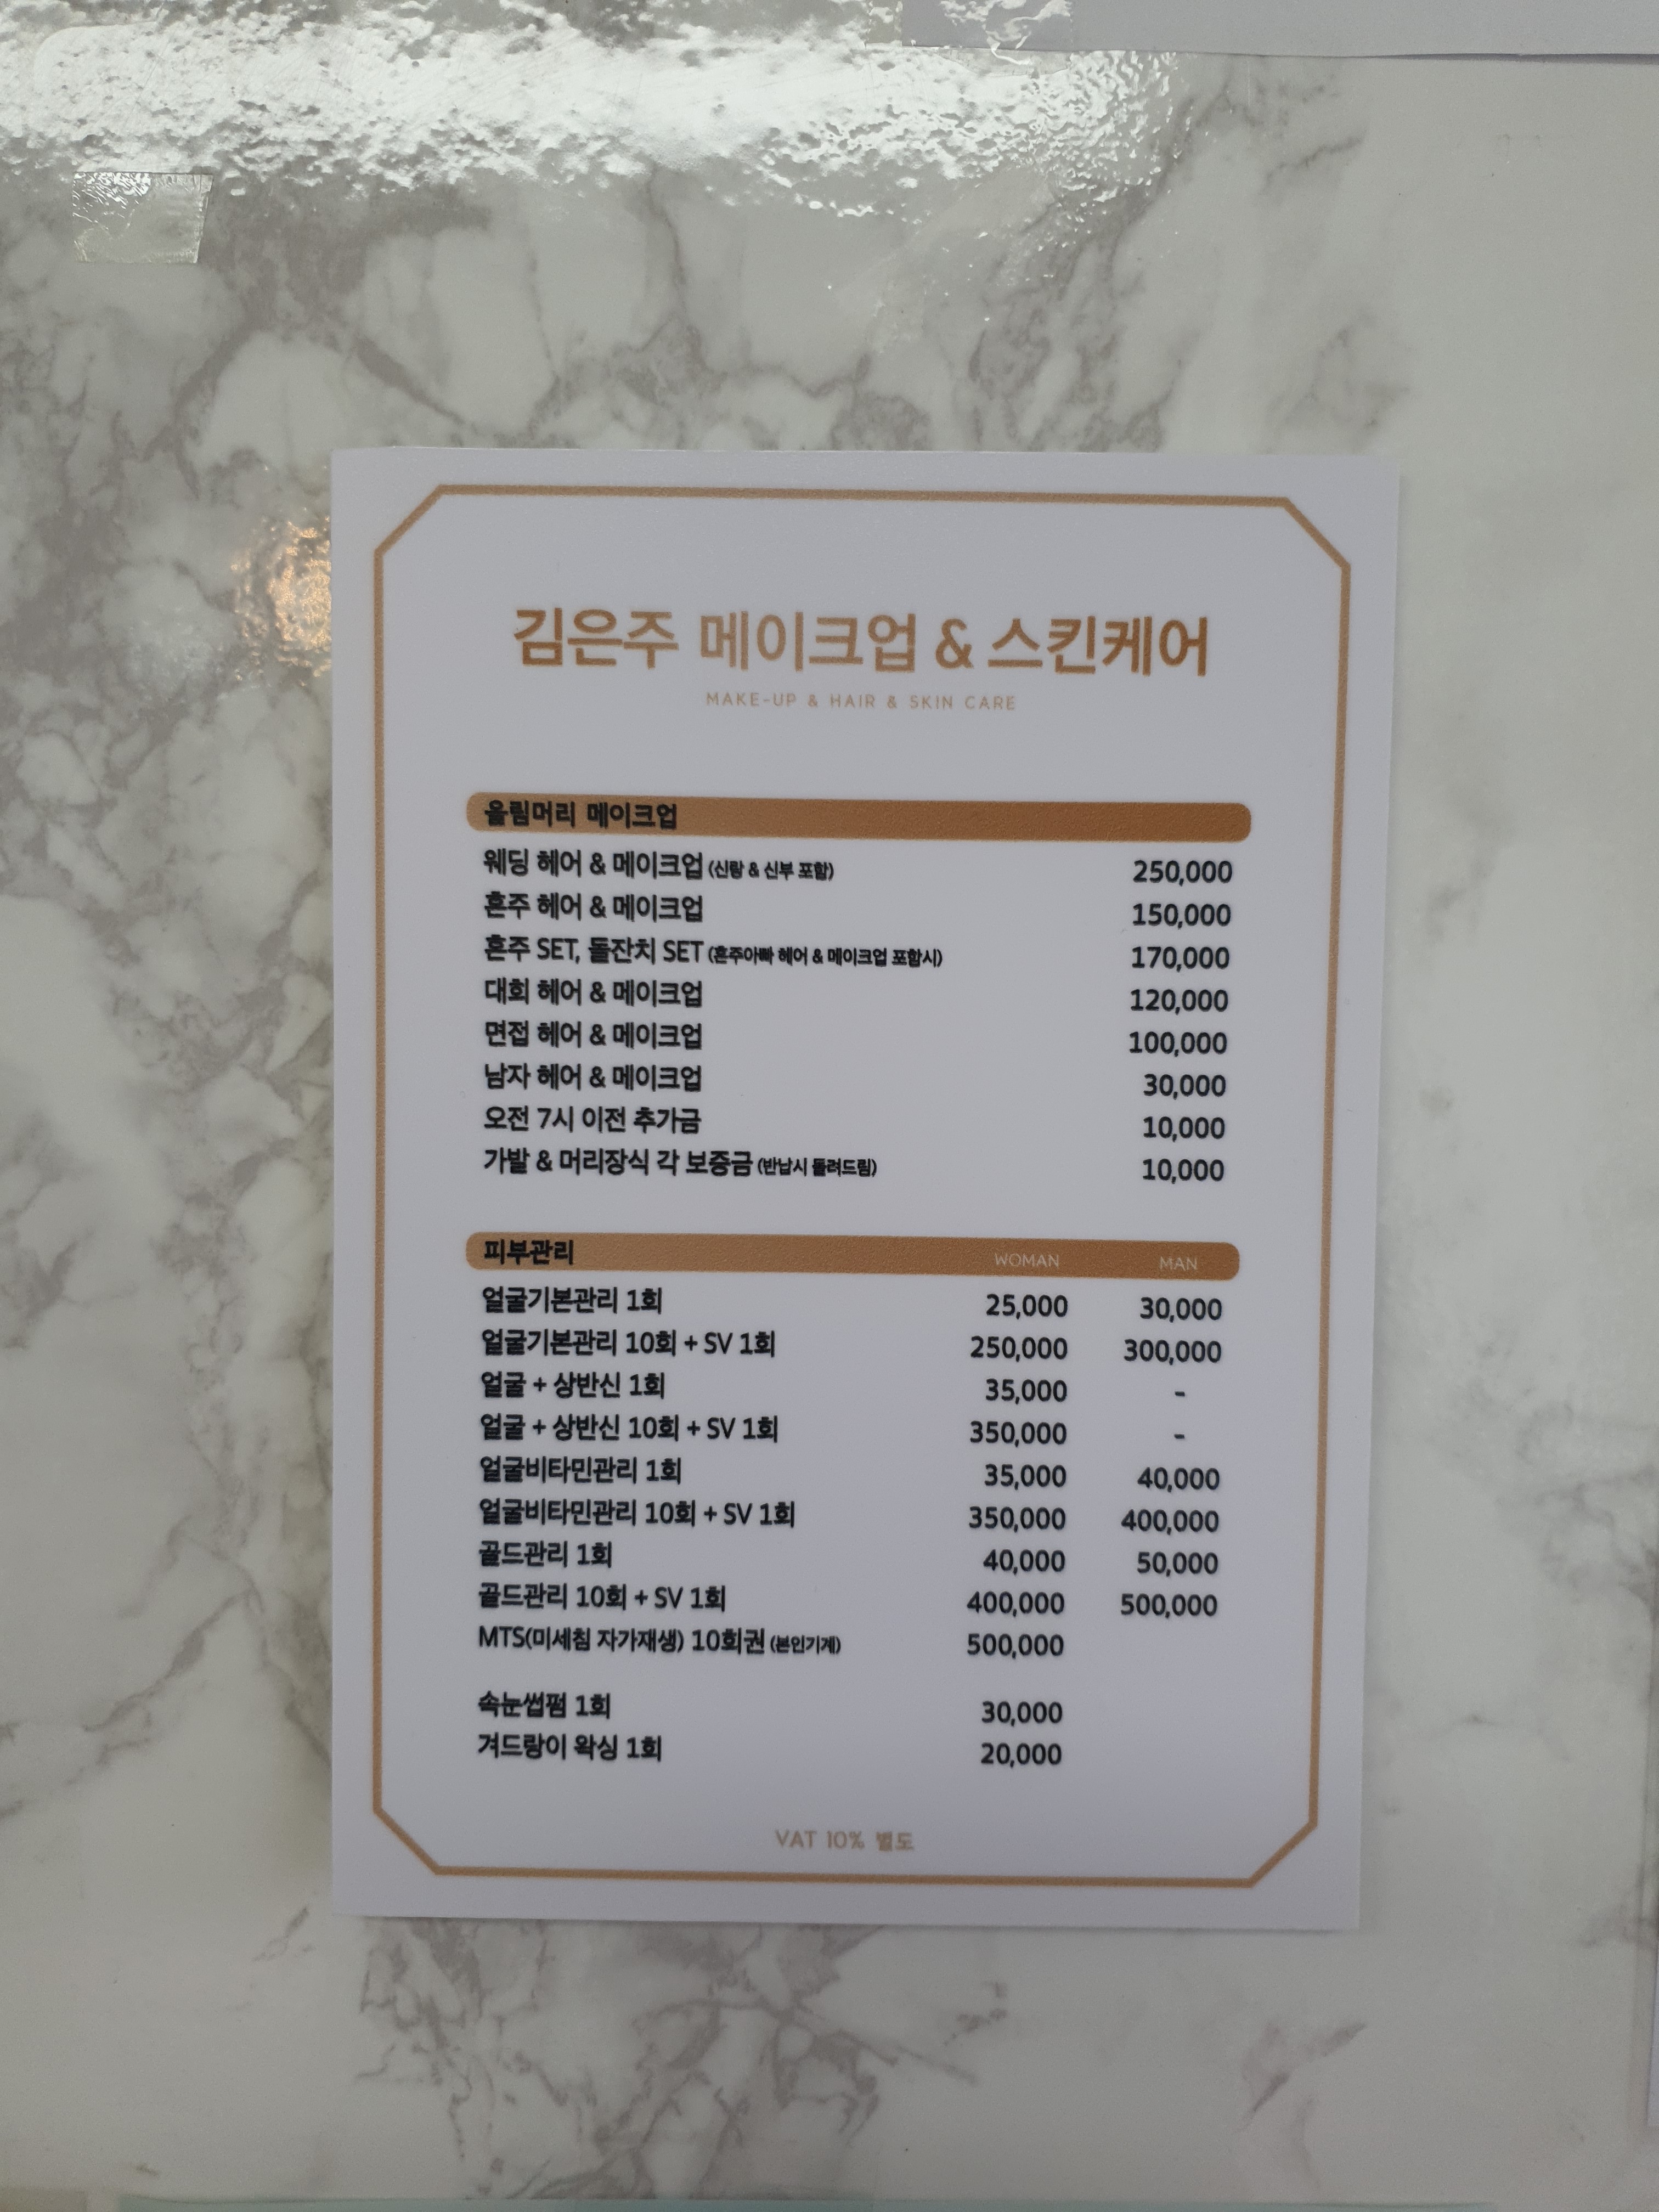 김은주 메이크업 & 스킨케어
MAKE-UP & HAIR & SKIN CARE
올림머리 메이크업
웨딩 헤어 & 메이크업 (신랑 & 신부 포함) 250,000
혼주 헤어 & 메이크업 150,000
혼주 SET, 돌잔치 SET (혼주아빠 헤어 & 메이크업 포함시) 170,000
대회 헤어 & 메이크업 120,000
면접 헤어 & 메이크업 100,000
남자 헤어 & 메이크업 30,000
오전 7시 이전 추가금 10,000
가발 & 머리장식 각 보증금 (반납시 돌려드림) 10,000
피부관리 WOMAN MAN
얼굴기본관리 1회 25,000 30,000
얼굴기본관리 10회 + SV 1회 250,000 300,000
얼굴 + 상반신 1회 35,000 -
얼굴 + 상반신 10회 + SV 1회 350,000 -
얼굴비타민관리 1회 35,000 40,000
얼굴비타민관리 10회 + SV 1회 350,000 400,000
골드관리 1회 40,000 50,000
골드관리 10회 + SV 1회 400,000 500,000
MTS(미세침 자가재생) 10회권 (본인기계) 500,000
속눈썹펌 1회 30,000
겨드랑이 왁싱 1회 20,000
VAT 10% 별도